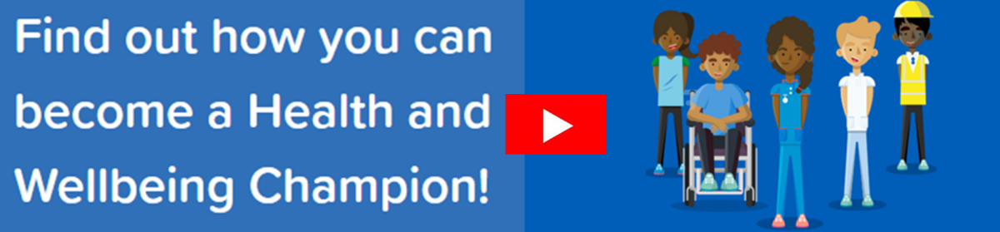 Find out how you can
become a Health and
Wellbeing Champion!